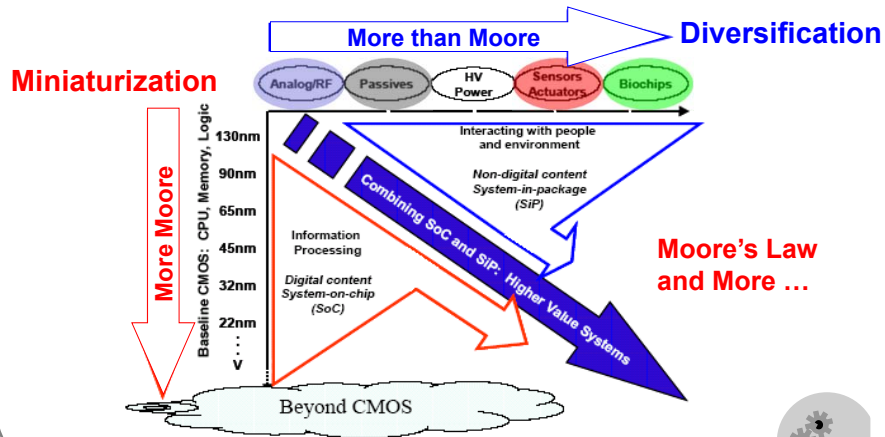 More than Moore
Diversification
Miniaturization
Analog/RF
Passives
HV
Power
Sensors
Actuators
Biochips
More Moore
Baseline CMOS: CPU, Memory, Logic
130nm
90nm
65nm
45nm
32nm
22nm
V
Interacting with people
and environment
Non-digital content
System-in-package
(SiP)
Combining SoC and SiP: Higher Value Systems
Information
Processing
Digital content
System-on-chip
(SoC)
Moore's Law
and More …
Beyond CMOS